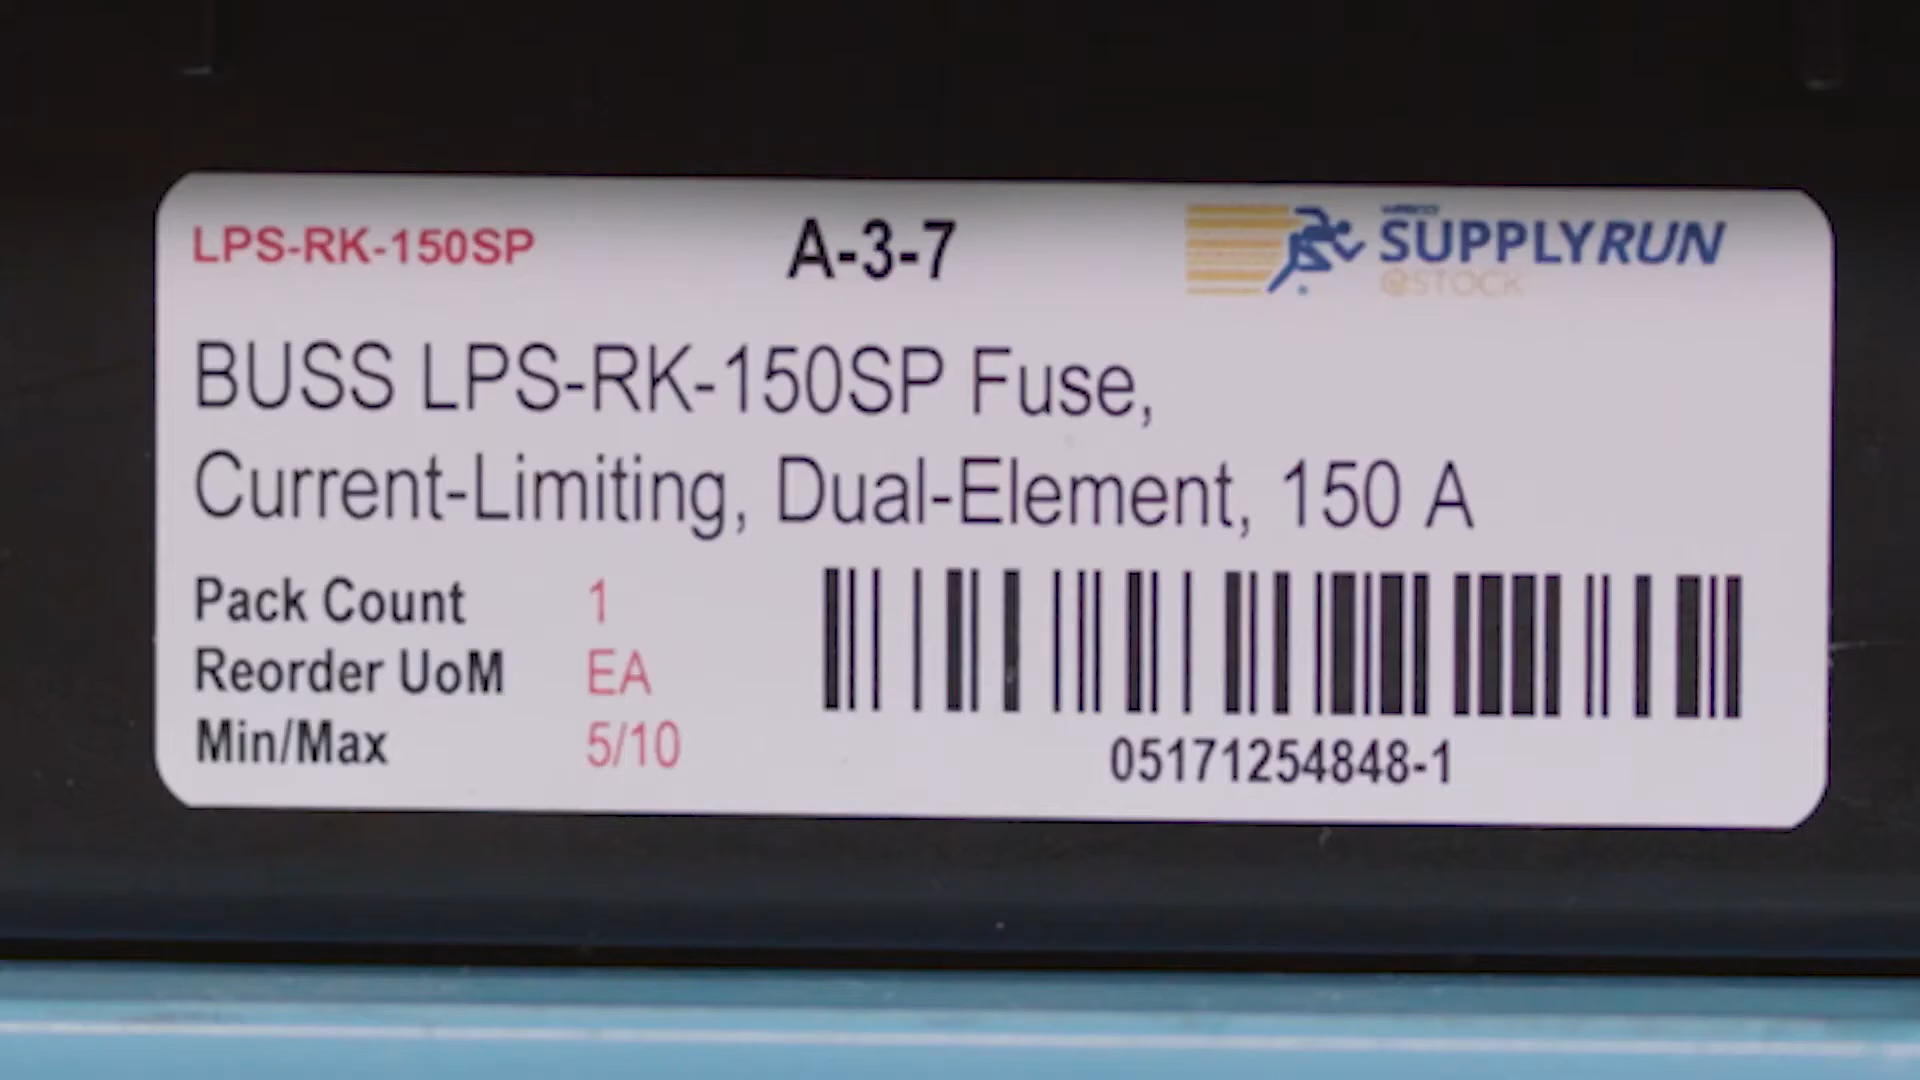 LPS-RK-150SP
A-3-7
SUPPLYRUN
@STOCK
BUSS LPS-RK-150SP Fuse,
Current-Limiting, Dual-Element, 150 A
Pack Count 1
Reorder UoM EA
Min/Max 5/10
05171254848-1